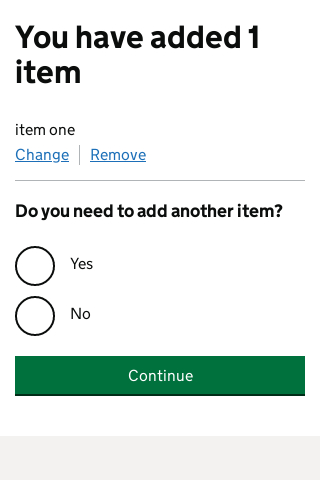 You have added 1
item
item one
Change Remove
Do you need to add another item?
Yes
No
Continue